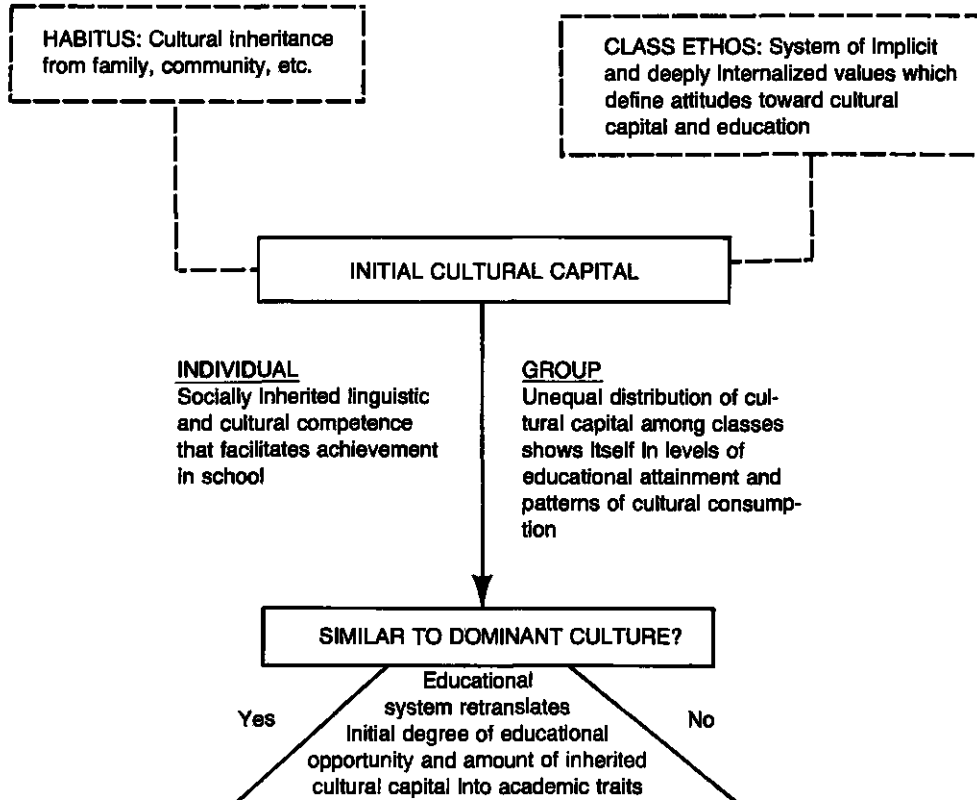 HABITUS: Cultural inheritance
from family, community, etc.
CLASS ETHOS: System of Implicit
and deeply Internalized values which
define attitudes toward cultural
capital and education
INITIAL CULTURAL CAPITAL
INDIVIDUAL
Socially Inherited linguistic
and cultural competence
that facilitates achievement
in school
GROUP
Unequal distribution of cul-
tural capital among classes
shows Itself In levels of
educational attainment and
patterns of cultural consump-
tion
SIMILAR TO DOMINANT CULTURE?
Yes
Educational
system retranslates
Initial degree of educational
opportunity and amount of inherited
cultural capital Into academic traits
No